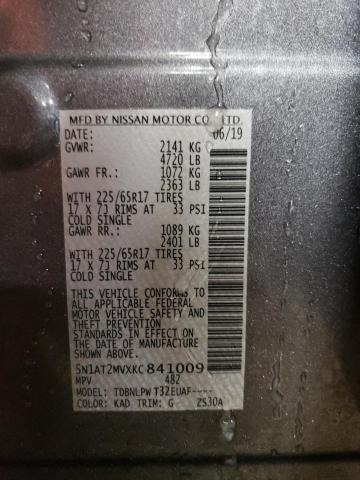 MFD BY NISSAN MOTOR CO., LTD.
DATE: 06/19
GVWR: 2141 KG
4720 LB
GAWR FR.: 1072 KG
2363 LB
WITH 225/65R17 TIRES
17 X 7J RIMS AT 33 PSI
COLD SINGLE
GAWR RR.: 1089 KG
2401 LB
WITH 225/65R17 TIRES
17 X 7J RIMS AT 33 PSI
COLD SINGLE
THIS VEHICLE CONFORMS TO
ALL APPLICABLE FEDERAL
MOTOR VEHICLE SAFETY AND
THEFT PREVENTION
STANDARDS IN EFFECT ON
THE DATE OF MANUFACTURE
SHOWN ABOVE.
5N1AT2MVXKC841009
MPV 482
MODEL: TDBNLPW T32EUAF----
COLOR: KAD TRIM: G ZS30A